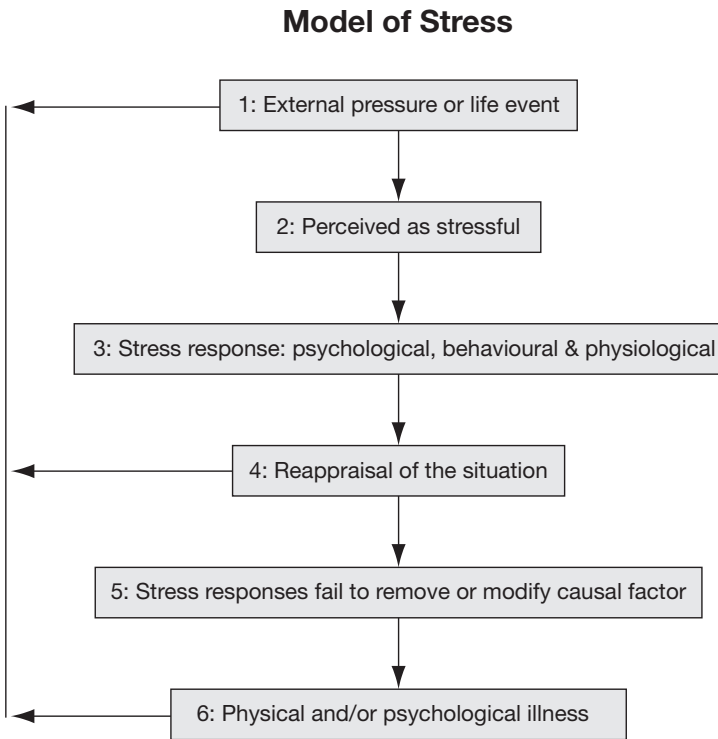 Model of Stress
1: External pressure or life event
2: Perceived as stressful
3: Stress response: psychological, behavioural & physiological
4: Reappraisal of the situation
5: Stress responses fail to remove or modify causal factor
6: Physical and/or psychological illness